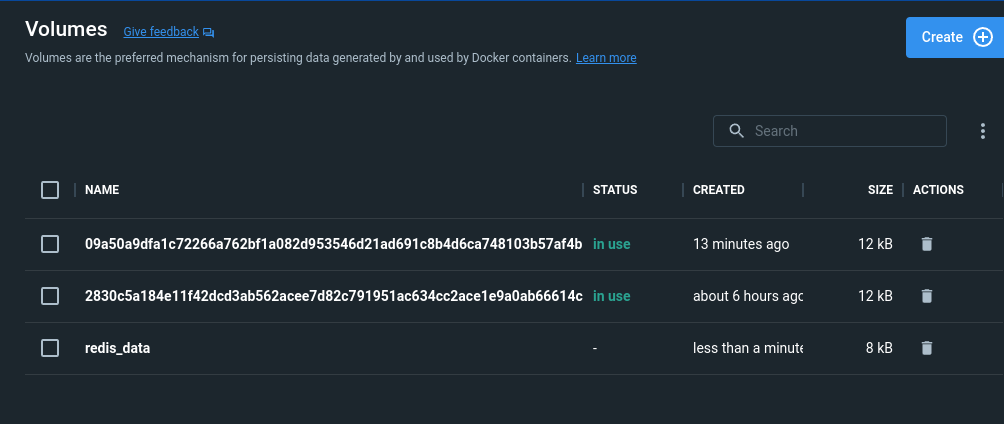 Volumes Give feedback
Create
Volumes are the preferred mechanism for persisting data generated by and used by Docker containers. Learn more
Search
NAME STATUS CREATED SIZE ACTIONS
09a50a9dfa1c72266a762bf1a082d953546d21ad691c8b4d6ca748103b57af4b in use 13 minutes ago 12 kB
2830c5a184e11f42dcd3ab562acee7d82c791951ac634cc2ace1e9a0ab66614c in use about 6 hours agc 12 kB
redis_data - less than a minute 8 kB